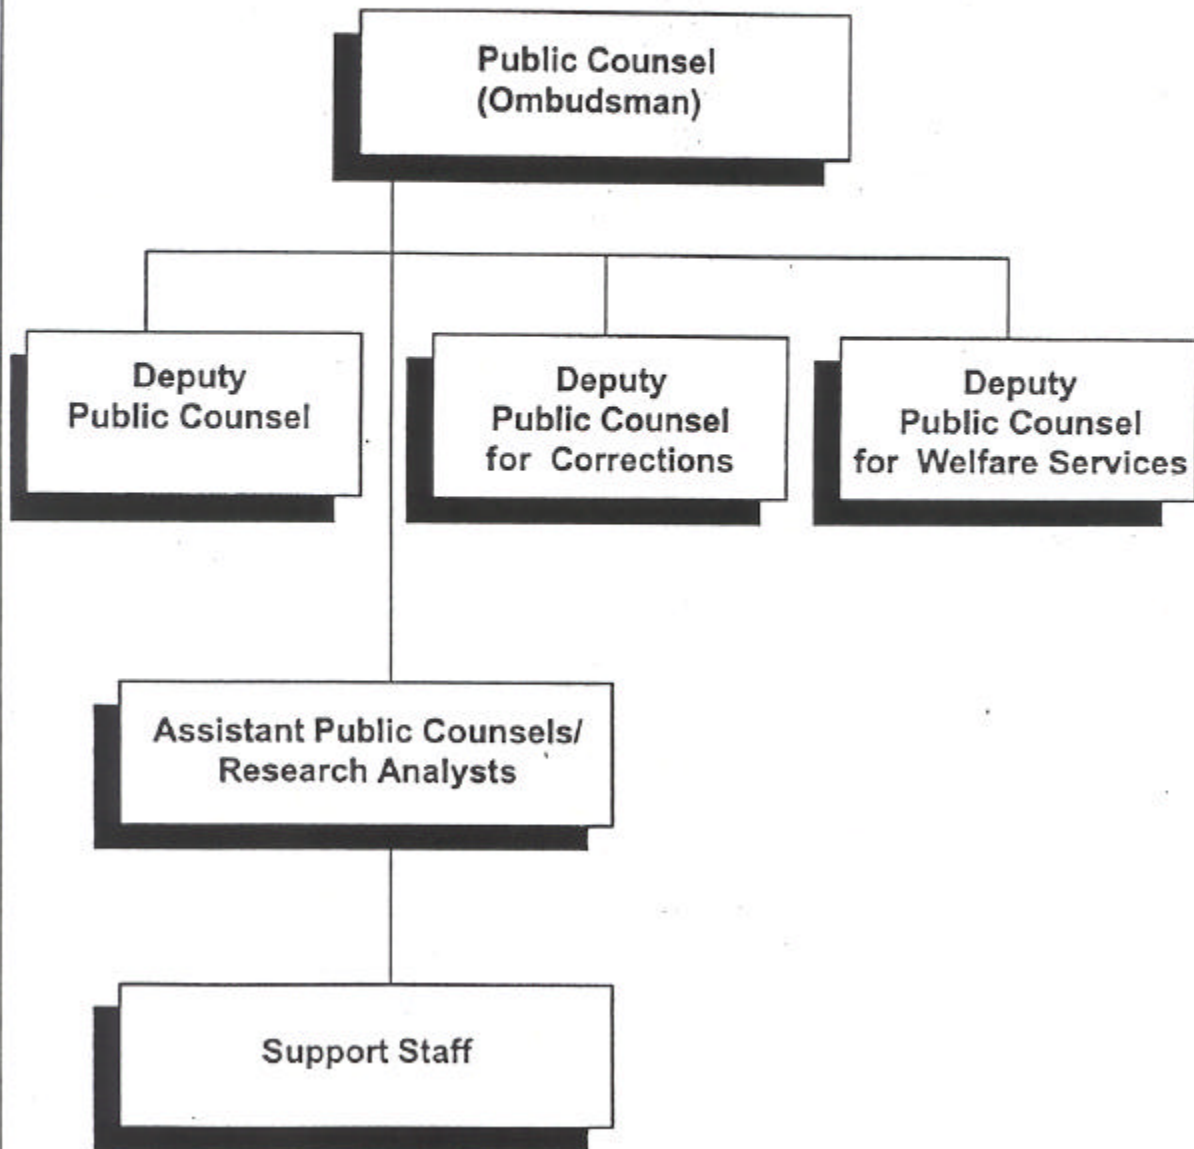 Public Counsel
(Ombudsman)
Deputy
Public Counsel
Deputy
Public Counsel
for Corrections
Deputy
Public Counsel
for Welfare Services
Assistant Public Counsels/
Research Analysts
Support Staff